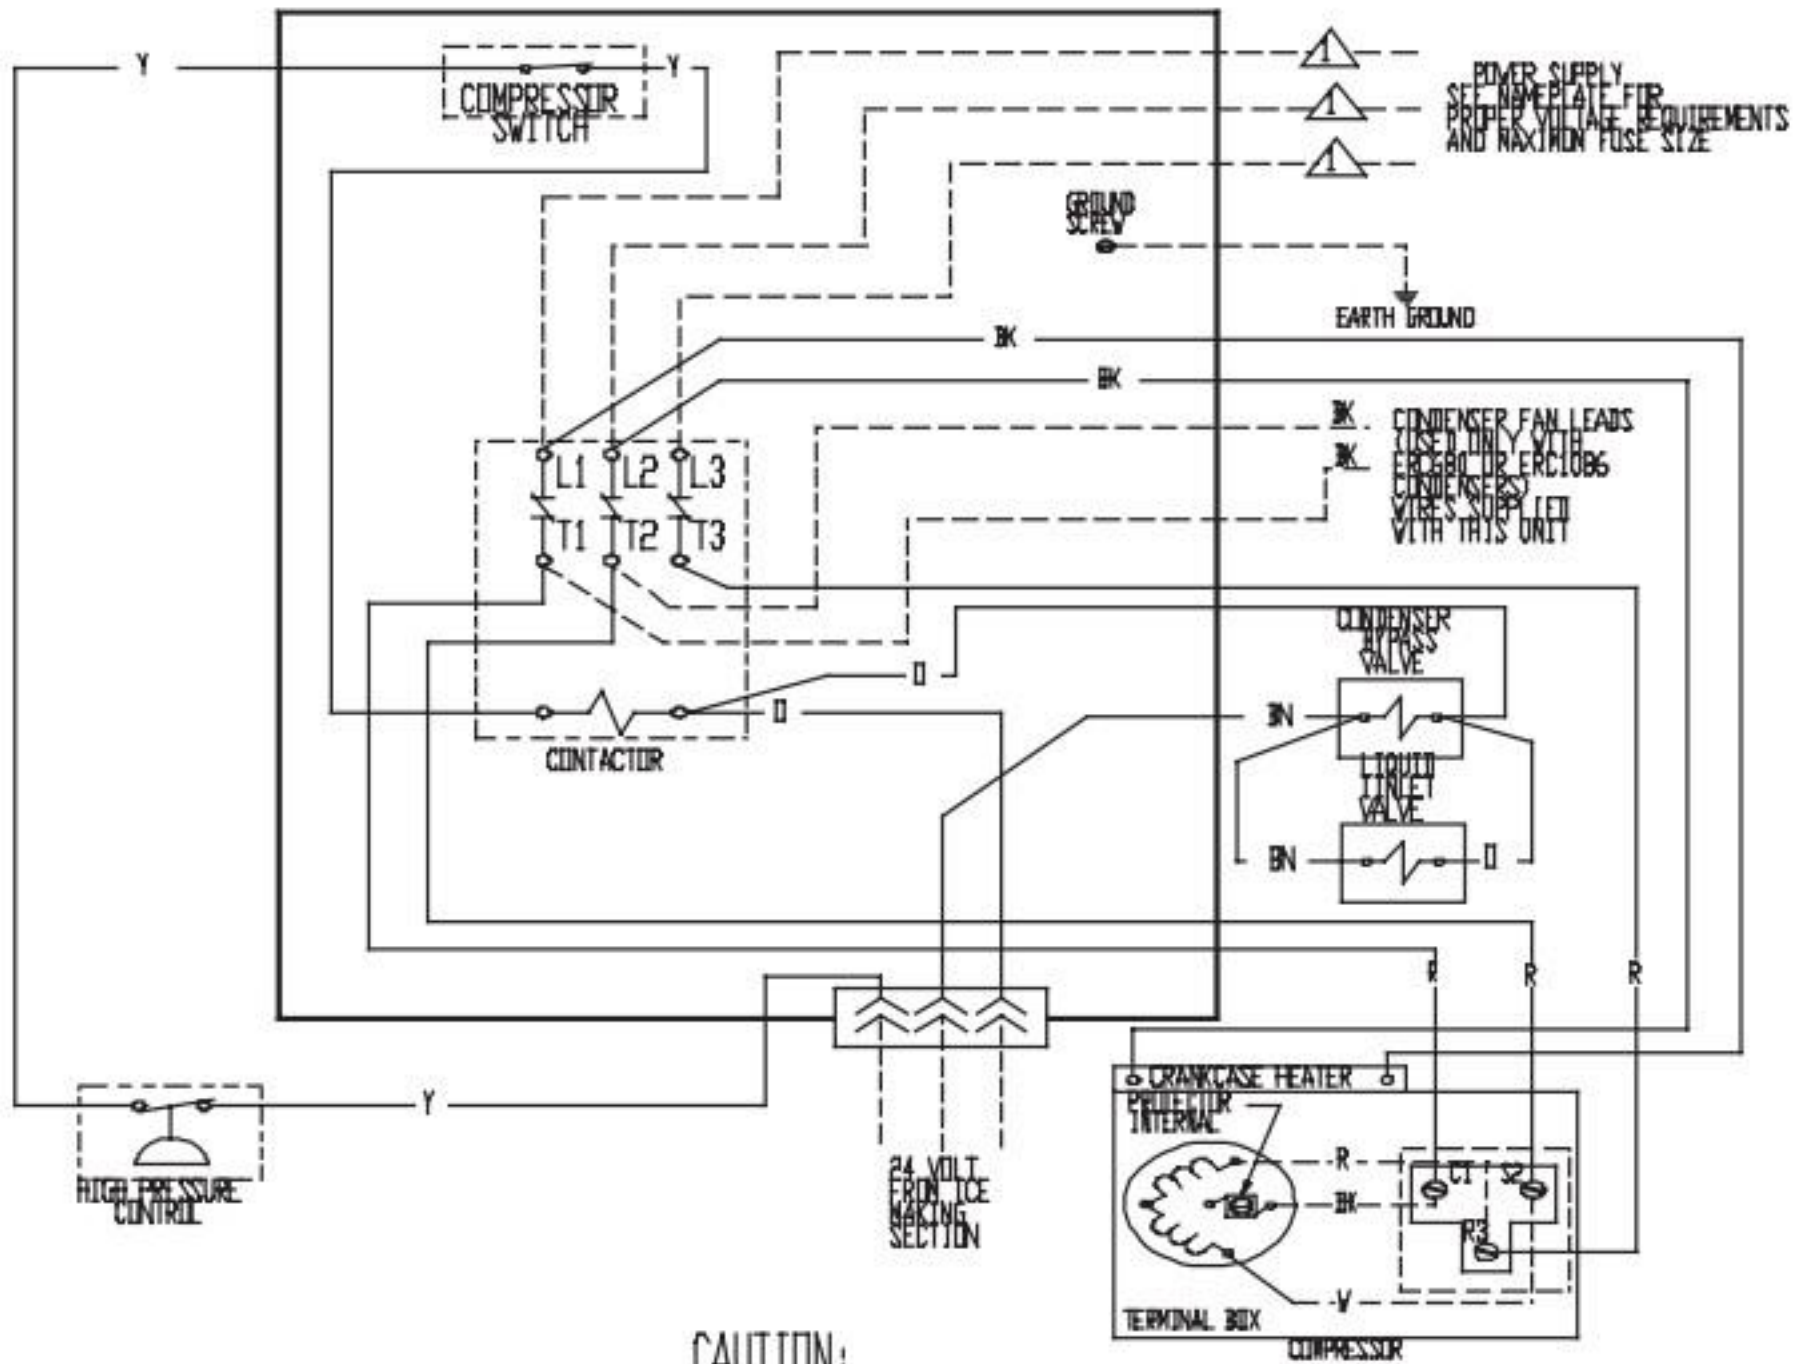 Y
COMPRESSOR
SWITCH
Y
1
1
1
POWER SUPPLY
SEE NAMEPLATE FOR
PROPER VOLTAGE REQUIREMENTS
AND MAXIMUM FUSE SIZE
GROUND
SCREW
EARTH GROUND
BK
BK
BK
BK
CONDENSER FAN LEADS
(USED ONLY WITH
OR ERC1086
CONDENSERS)
WIRES SUPPLIED
WITH THIS UNIT
L1
L2
L3
T1
T2
T3
CONDENSER
BYPASS
VALVE
O
O
BN
CONTACTOR
LIQUID
INLET
VALVE
BN
O
R
R
R
Y
HIGH PRESSURE
CONTROL
24 VOLT
FROM ICE
MAKING
SECTION
CRANKCASE HEATER
PROTECTOR
INTERNAL
R
C1
S2
BK
R3
W
TERMINAL BOX
COMPRESSOR
CAUTION: